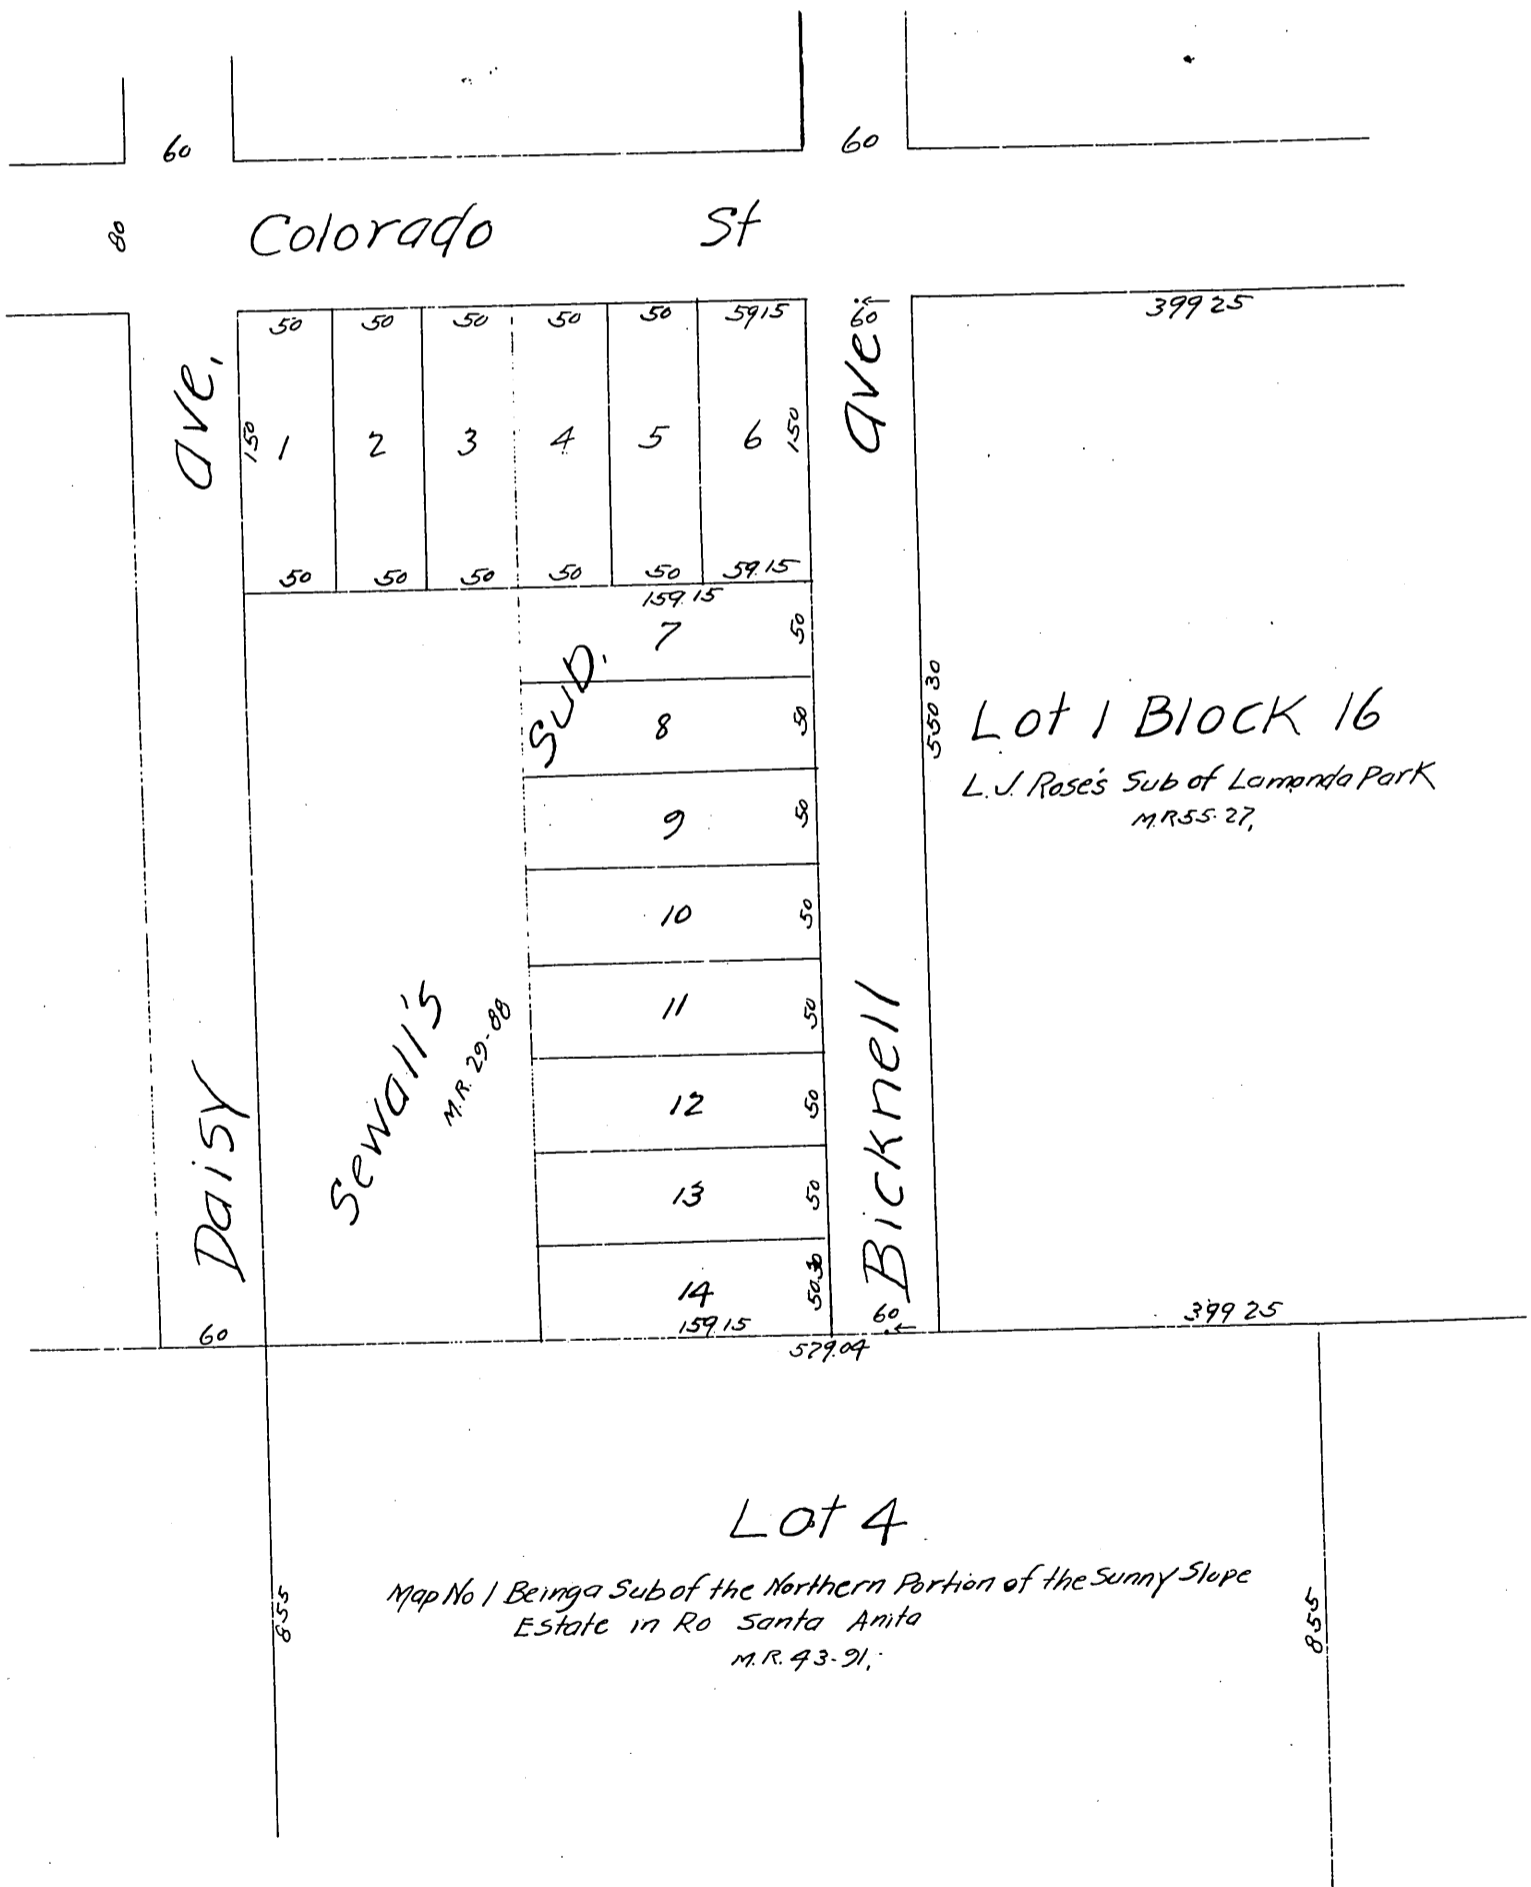 60
60
80
Colorado St
50 50 50 50 50 5915
60
399 25
Ave.
Ave
150
1
2
3
4
5
6
150
50 50 50 50 50 59.15
159.15
7
50
SUD.
8
50
550 30
Lot 1 Block 16
L.J. Rose's Sub of Lamanda Park
M.R 55-27,
9
50
10
50
11
50
Sewall's
M.R. 29-88
Daisy
Bicknell
12
50
13
50
14
50.30
159.15
60
60
399 25
579.04
Lot 4
Map No 1 Being a Sub of the Northern Portion of the Sunny Slope
Estate in Ro Santa Anita
M.R. 43-91,
855
855